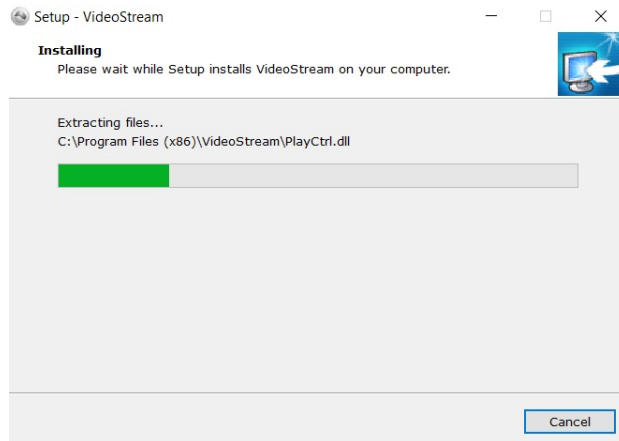 Setup - VideoStream
Installing
Please wait while Setup installs VideoStream on your computer.
Extracting files...
C:\Program Files (x86)\VideoStream\PlayCtrl.dll
Cancel